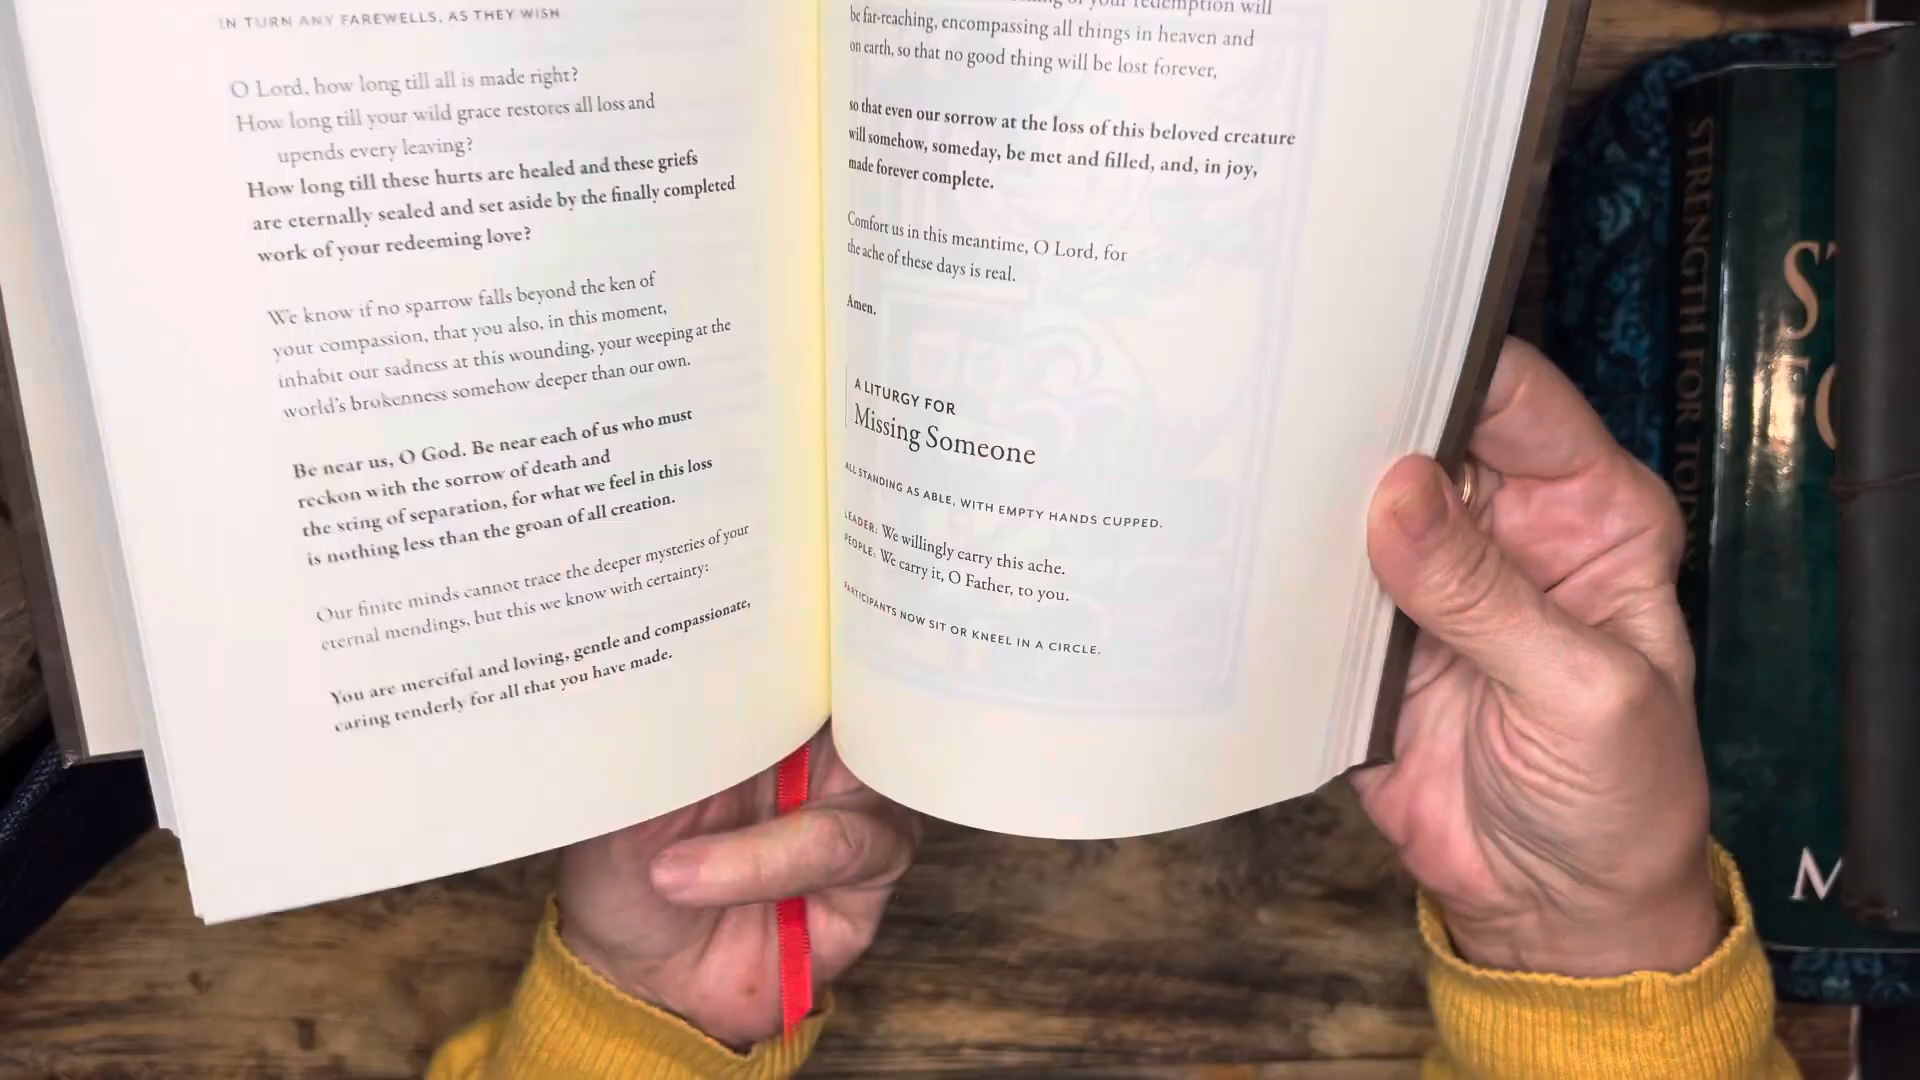 IN TURN ANY FAREWELLS, AS THEY WISH
O Lord, how long till all is made right?
How long till your wild grace restores all loss and
upends every leaving?
How long till these hurts are healed and these griefs
are eternally sealed and set aside by the finally completed
work of your redeeming love?
We know if no sparrow falls beyond the ken of
your compassion, that you also, in this moment,
inhabit our sadness at this wounding, your weeping at the
world's brokenness somehow deeper than our own.
Be near us, O God. Be near each of us who must
reckon with the sorrow of death and
the sting of separation, for what we feel in this loss
is nothing less than the groan of all creation.
Our finite minds cannot trace the deeper mysteries of your
eternal mendings, but this we know with certainty:
You are merciful and loving, gentle and compassionate,
caring tenderly for all that you have made.
of your redemption will
be far-reaching, encompassing all things in heaven and
on earth, so that no good thing will be lost forever,
so that even our sorrow at the loss of this beloved creature
will somehow, someday, be met and filled, and, in joy,
made forever complete.
Comfort us in this meantime, O Lord, for
the ache of these days is real.
Amen.
A LITURGY FOR
Missing Someone
ALL STANDING AS ABLE, WITH EMPTY HANDS CUPPED.
LEADER: We willingly carry this ache.
PEOPLE: We carry it, O Father, to you.
PARTICIPANTS NOW SIT OR KNEEL IN A CIRCLE.
STRENGTH FOR TODAY